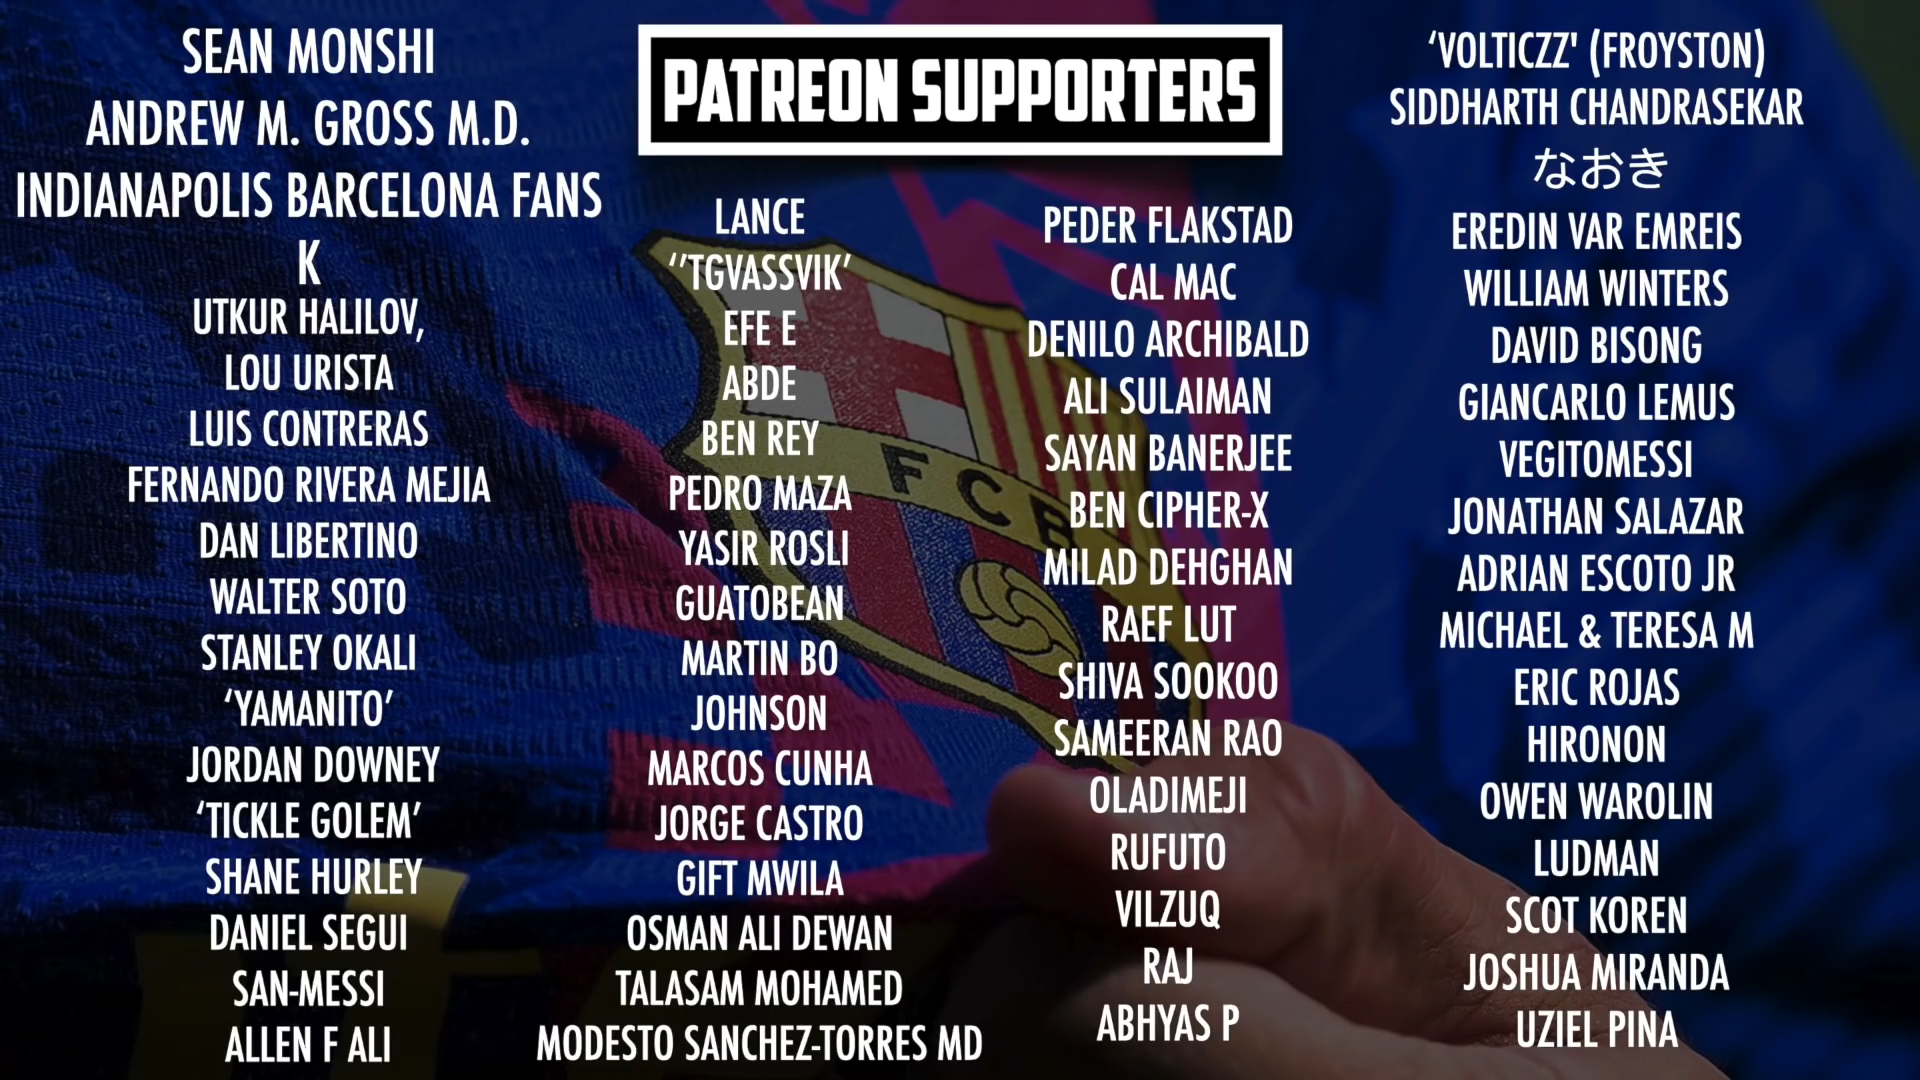 SEAN MONSHI
ANDREW M. GROSS M.D.
INDIANAPOLIS BARCELONA FANS
K
UTKUR HALILOV,
LOU URISTA
LUIS CONTRERAS
FERNANDO RIVERA MEJIA
DAN LIBERTINO
WALTER SOTO
STANLEY OKALI
‘YAMANITO’
JORDAN DOWNEY
‘TICKLE GOLEM’
SHANE HURLEY
DANIEL SEGUI
SAN-MESSI
ALLEN F ALI
PATREON SUPPORTERS
LANCE
‘’TGVASSVIK’
EFE E
ABDE
BEN REY
PEDRO MAZA
YASIR ROSLI
GUATOBEAN
MARTIN BO
JOHNSON
MARCOS CUNHA
JORGE CASTRO
GIFT MWILA
OSMAN ALI DEWAN
TALASAM MOHAMED
MODESTO SANCHEZ-TORRES MD
PEDER FLAKSTAD
CAL MAC
DENILO ARCHIBALD
ALI SULAIMAN
SAYAN BANERJEE
BEN CIPHER-X
MILAD DEHGHAN
RAEF LUT
SHIVA SOOKOO
SAMEERAN RAO
OLADIMEJI
RUFUTO
VILZUQ
RAJ
ABHYAS P
‘VOLTICZZ' (FROYSTON)
SIDDHARTH CHANDRASEKAR
なおき
EREDIN VAR EMREIS
WILLIAM WINTERS
DAVID BISONG
GIANCARLO LEMUS
VEGITOMESSI
JONATHAN SALAZAR
ADRIAN ESCOTO JR
MICHAEL & TERESA M
ERIC ROJAS
HIRONON
OWEN WAROLIN
LUDMAN
SCOT KOREN
JOSHUA MIRANDA
UZIEL PINA
FCB